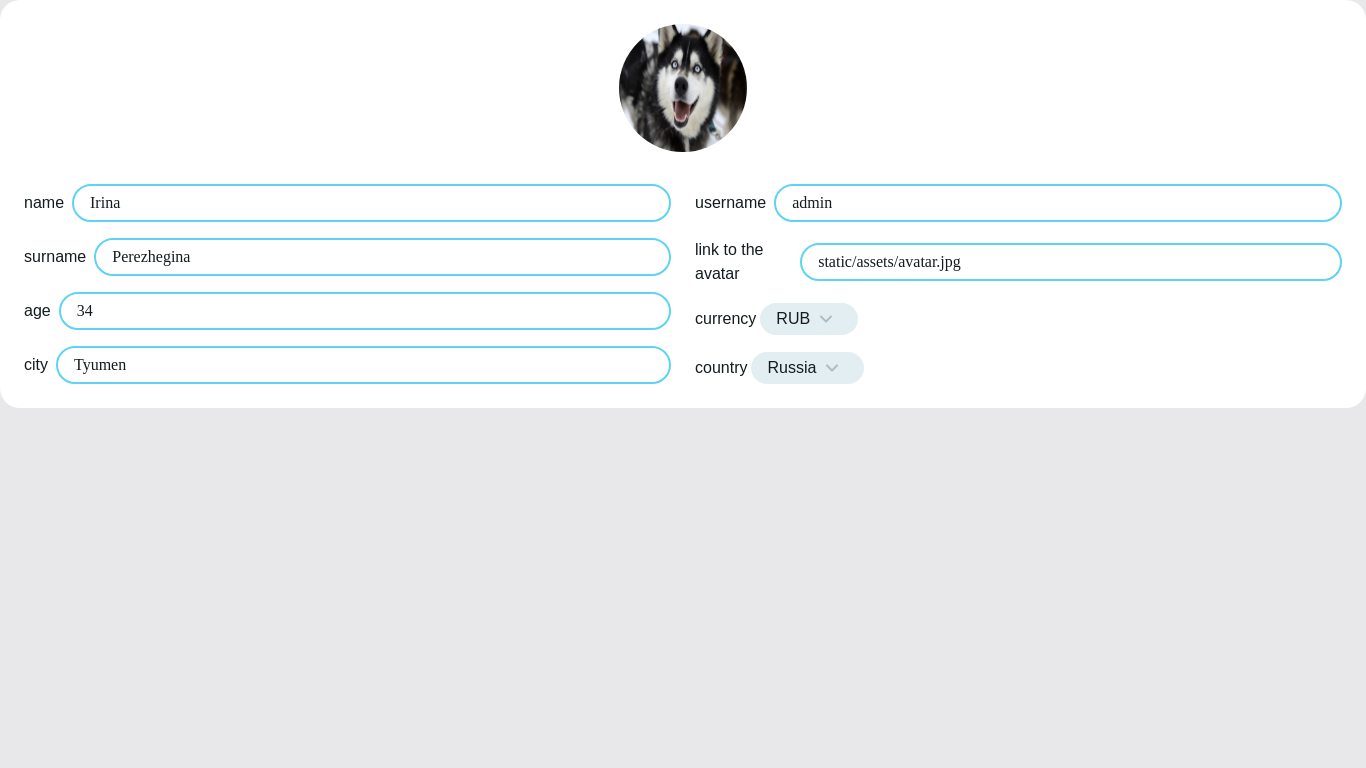 name Irina
surname Perezhegina
age 34
city Tyumen
username admin
link to the
avatar
static/assets/avatar.jpg
currency RUB
country Russia